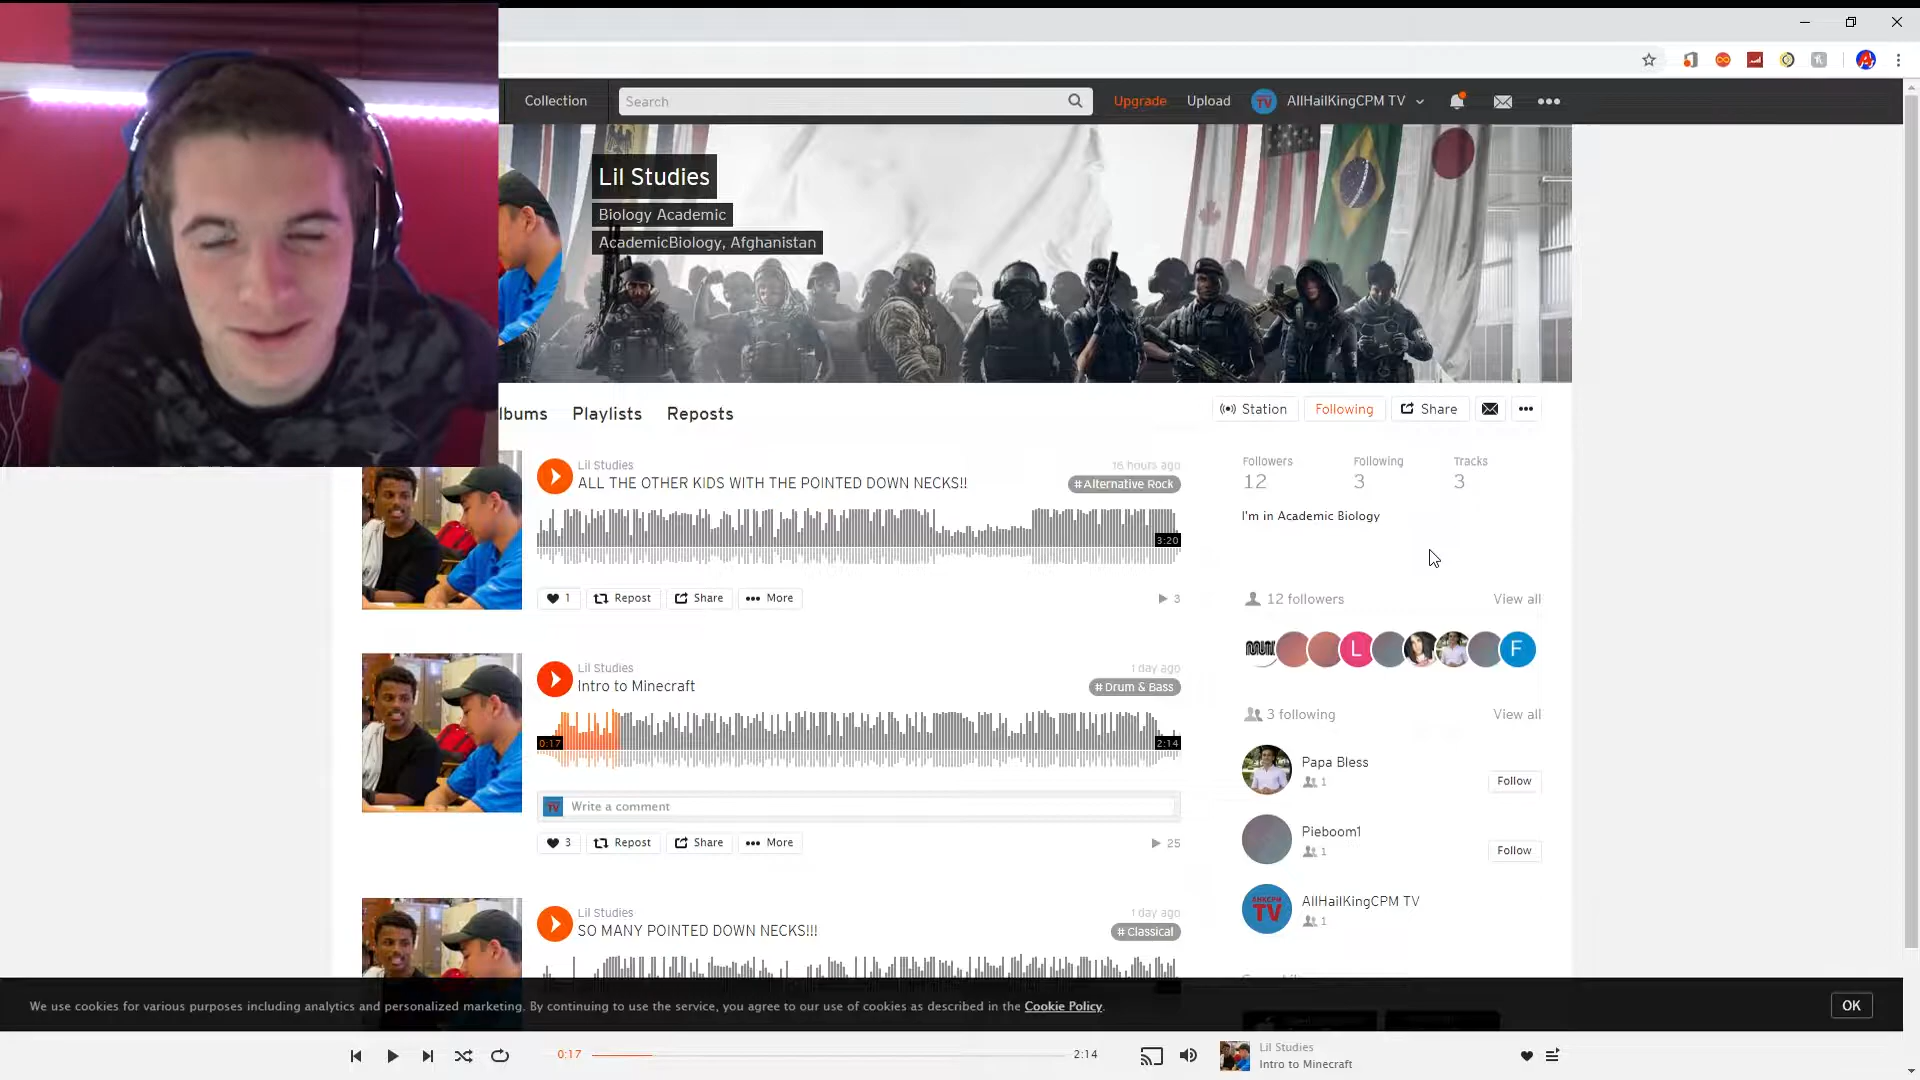 Collection
Search
Upgrade
Upload
AllHailKingCPM TV
Lil Studies
Biology Academic
AcademicBiology, Afghanistan
lbums
Playlists
Reposts
Station
Following
Share
Lil Studies
16 hours ago
ALL THE OTHER KIDS WITH THE POINTED DOWN NECKS!!
# Alternative Rock
3:20
1
Repost
Share
More
3
Lil Studies
1 day ago
Intro to Minecraft
# Drum & Bass
0:17
2:14
Write a comment
3
Repost
Share
More
25
Lil Studies
1 day ago
SO MANY POINTED DOWN NECKS!!!
# Classical
Followers
12
Following
3
Tracks
3
I'm in Academic Biology
12 followers
View all
L
F
3 following
View all
Papa Bless
1
Follow
Pieboom1
1
Follow
TV
AllHailKingCPM TV
1
We use cookies for various purposes including analytics and personalized marketing. By continuing to use the service, you agree to our use of cookies as described in the Cookie Policy.
OK
0:17
2:14
Lil Studies
Intro to Minecraft